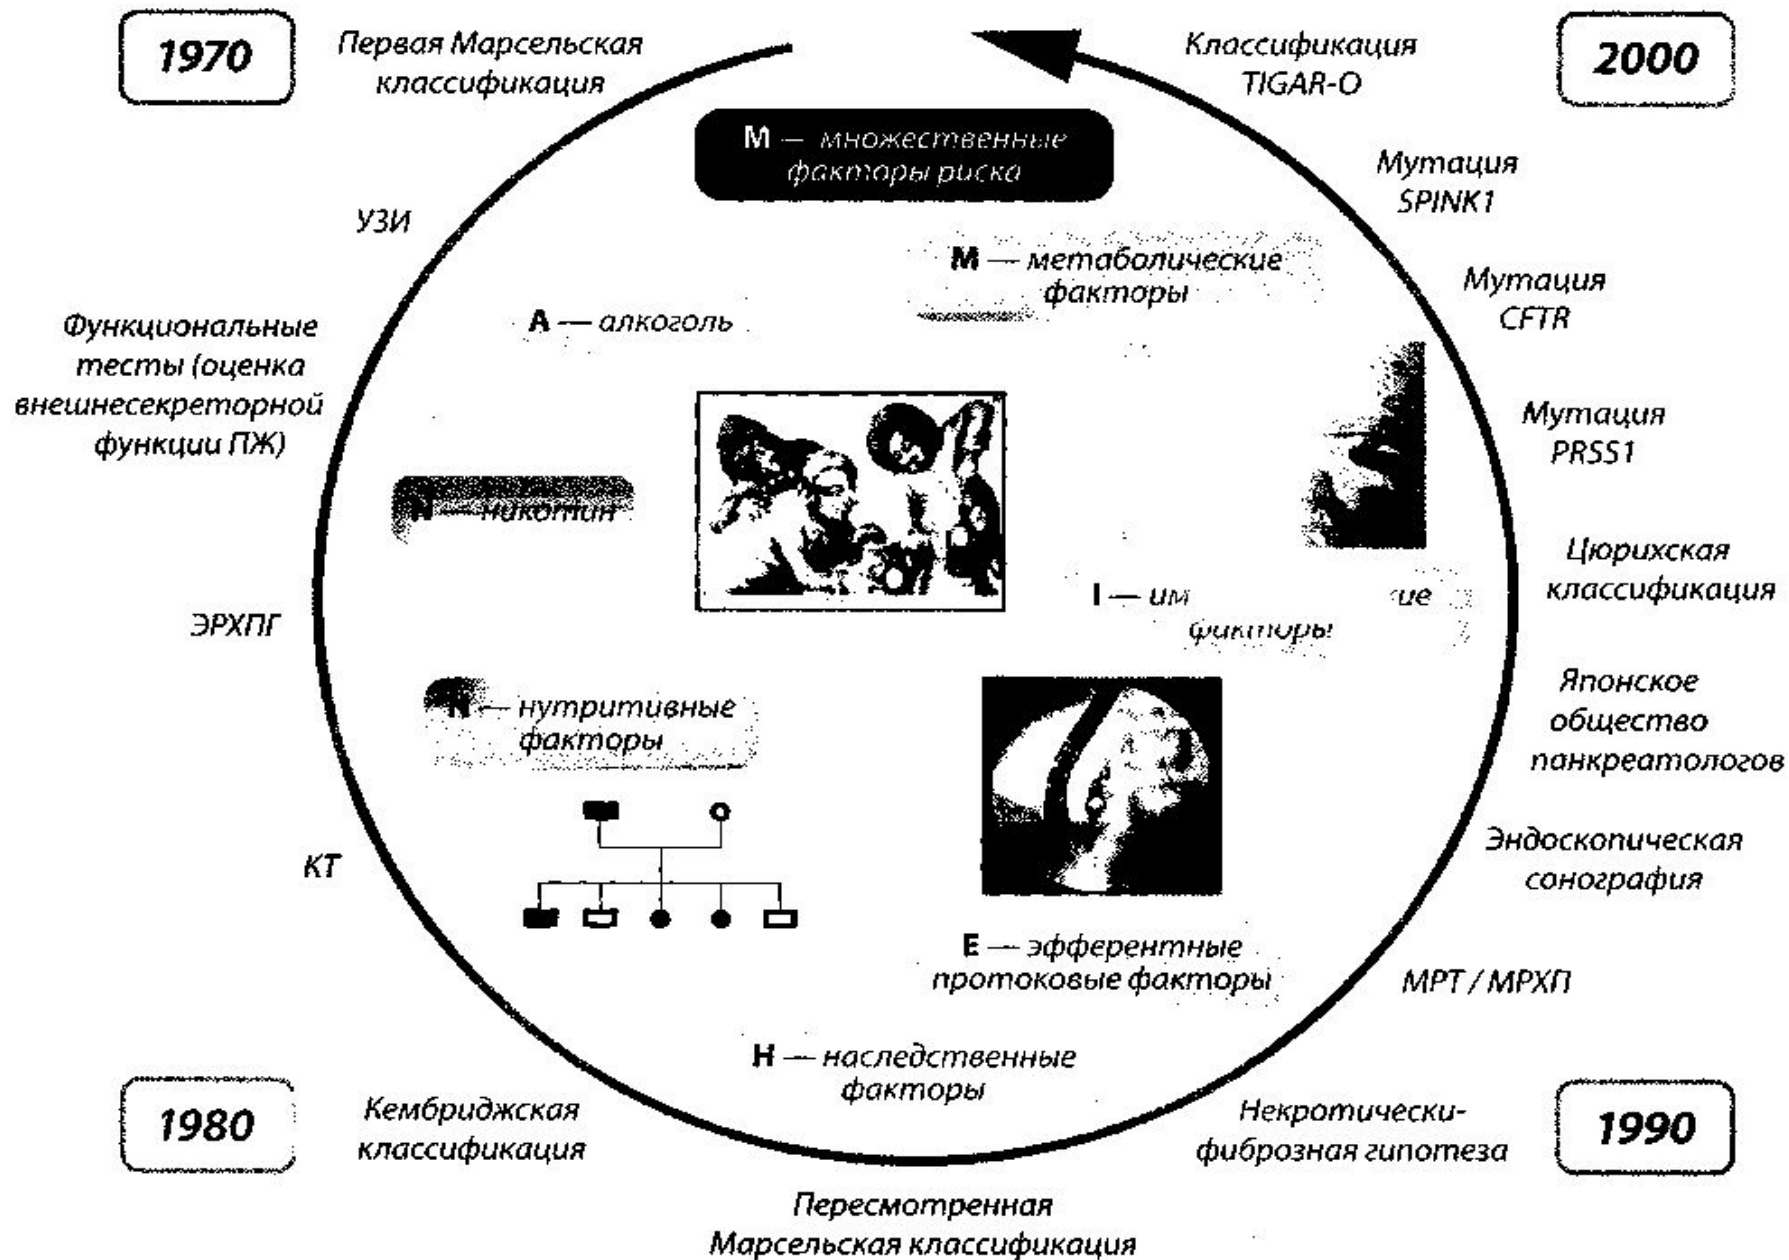 1970
Первая Марсельская
классификация
Классификация
TIGAR-O
2000
М — множественные
факторы риска
Мутация
SPINK1
УЗИ
М — метаболические
факторы
Мутация
CFTR
А — алкоголь
Функциональные
тесты (оценка
внешнесекреторной
функции ПЖ)
Мутация
PRSS1
N — никотин
Цюрихская
классификация
I —
факторы
ЭРХПГ
N — нутритивные
факторы
Японское
общество
панкреатологов
КТ
Эндоскопическая
сонография
Е — эфферентные
протоковые факторы
МРТ / МРХП
Н — наследственные
факторы
1980
Кембриджская
классификация
Некротически-
фиброзная гипотеза
1990
Пересмотренная
Марсельская классификация